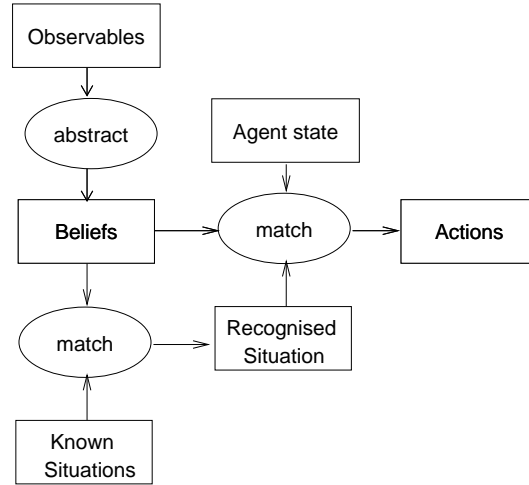 Observables
abstract
Agent state
Beliefs
match
Actions
match
Recognised
Situation
Known
Situations